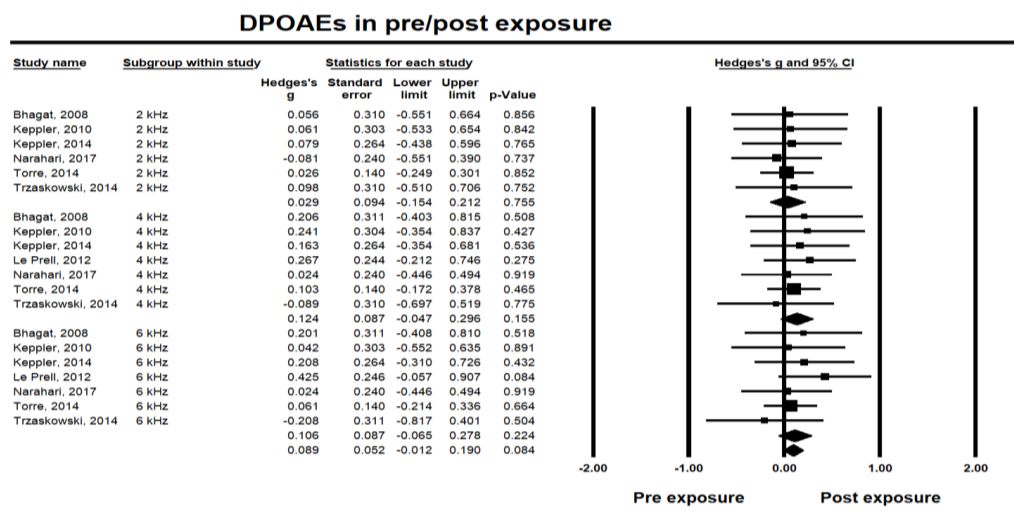 DPOAEs in pre/post exposure
Study name Subgroup within study Statistics for each study Hedges's g and 95% CI
Hedges's Standard Lower Upper
g error limit limit p-Value
Bhagat, 2008 2 kHz 0.056 0.310 -0.551 0.664 0.856
Keppler, 2010 2 kHz 0.061 0.303 -0.533 0.654 0.842
Keppler, 2014 2 kHz 0.079 0.264 -0.438 0.596 0.765
Narahari, 2017 2 kHz -0.081 0.240 -0.551 0.390 0.737
Torre, 2014 2 kHz 0.026 0.140 -0.249 0.301 0.852
Trzaskowski, 2014 2 kHz 0.098 0.310 -0.510 0.706 0.752
0.029 0.094 -0.154 0.212 0.755
Bhagat, 2008 4 kHz 0.206 0.311 -0.403 0.815 0.508
Keppler, 2010 4 kHz 0.241 0.304 -0.354 0.837 0.427
Keppler, 2014 4 kHz 0.163 0.264 -0.354 0.681 0.536
Le Prell, 2012 4 kHz 0.267 0.244 -0.212 0.746 0.275
Narahari, 2017 4 kHz 0.024 0.240 -0.446 0.494 0.919
Torre, 2014 4 kHz 0.103 0.140 -0.172 0.378 0.465
Trzaskowski, 2014 4 kHz -0.089 0.310 -0.697 0.519 0.775
0.124 0.087 -0.047 0.296 0.155
Bhagat, 2008 6 kHz 0.201 0.311 -0.408 0.810 0.518
Keppler, 2010 6 kHz 0.042 0.303 -0.552 0.635 0.891
Keppler, 2014 6 kHz 0.208 0.264 -0.310 0.726 0.432
Le Prell, 2012 6 kHz 0.425 0.246 -0.057 0.907 0.084
Narahari, 2017 6 kHz 0.024 0.240 -0.446 0.494 0.919
Torre, 2014 6 kHz 0.061 0.140 -0.214 0.336 0.664
Trzaskowski, 2014 6 kHz -0.208 0.311 -0.817 0.401 0.504
0.106 0.087 -0.065 0.278 0.224
0.089 0.052 -0.012 0.190 0.084
-2.00 -1.00 0.00 1.00 2.00
Pre exposure Post exposure